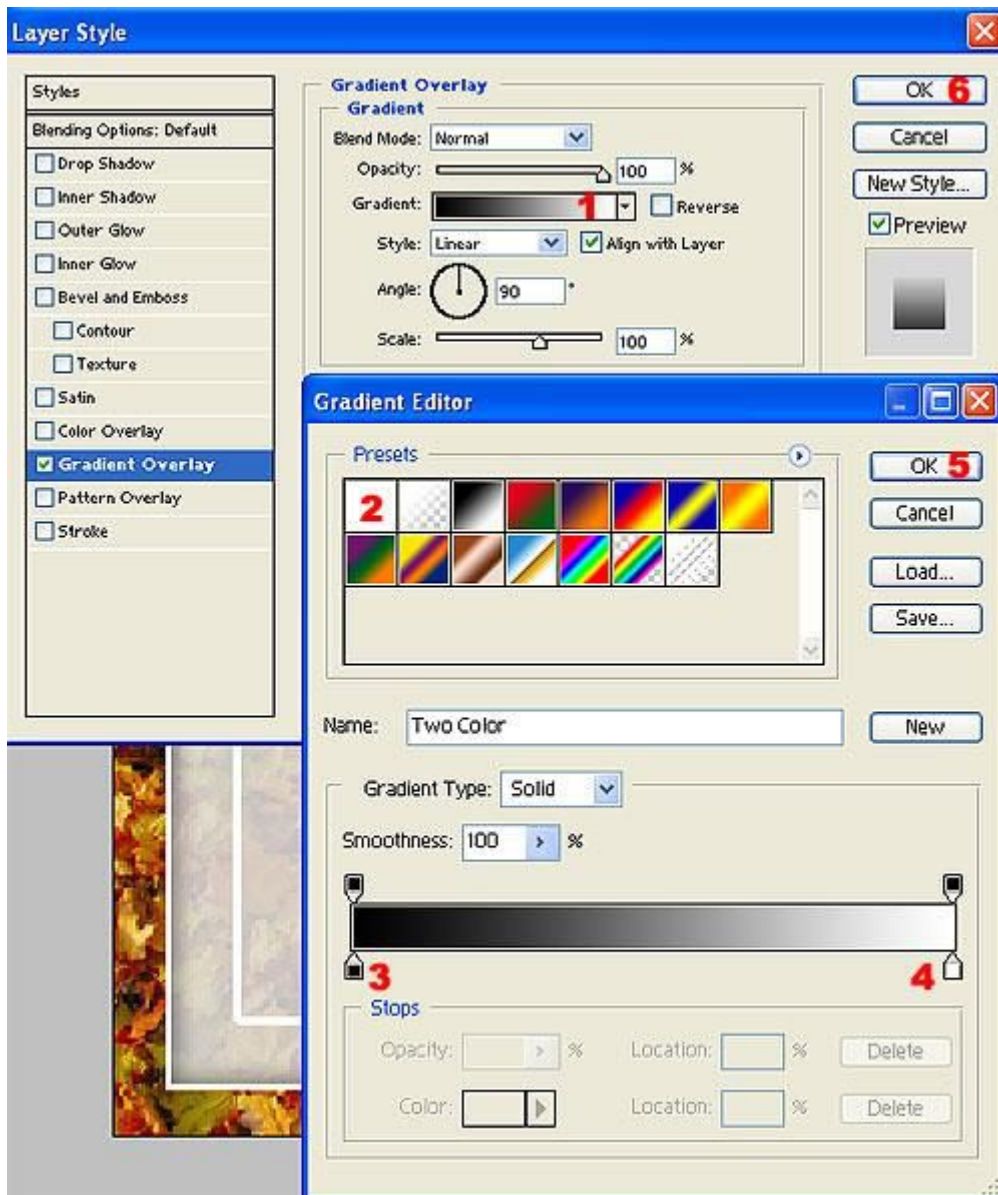 Layer Style
Styles
Blending Options: Default
Drop Shadow
Inner Shadow
Outer Glow
Inner Glow
Bevel and Emboss
Contour
Texture
Satin
Color Overlay
Gradient Overlay
Pattern Overlay
Stroke
Gradient Overlay
Gradient
Blend Mode: Normal
Opacity: 100 %
Gradient: 1 Reverse
Style: Linear Align with Layer
Angle: 90 °
Scale: 100 %
OK 6
Cancel
New Style...
Preview
Gradient Editor
Presets
2
OK 5
Cancel
Load...
Save...
Name: Two Color
New
Gradient Type: Solid
Smoothness: 100 %
3 4
Stops
Opacity: % Location: % Delete
Color: Location: % Delete